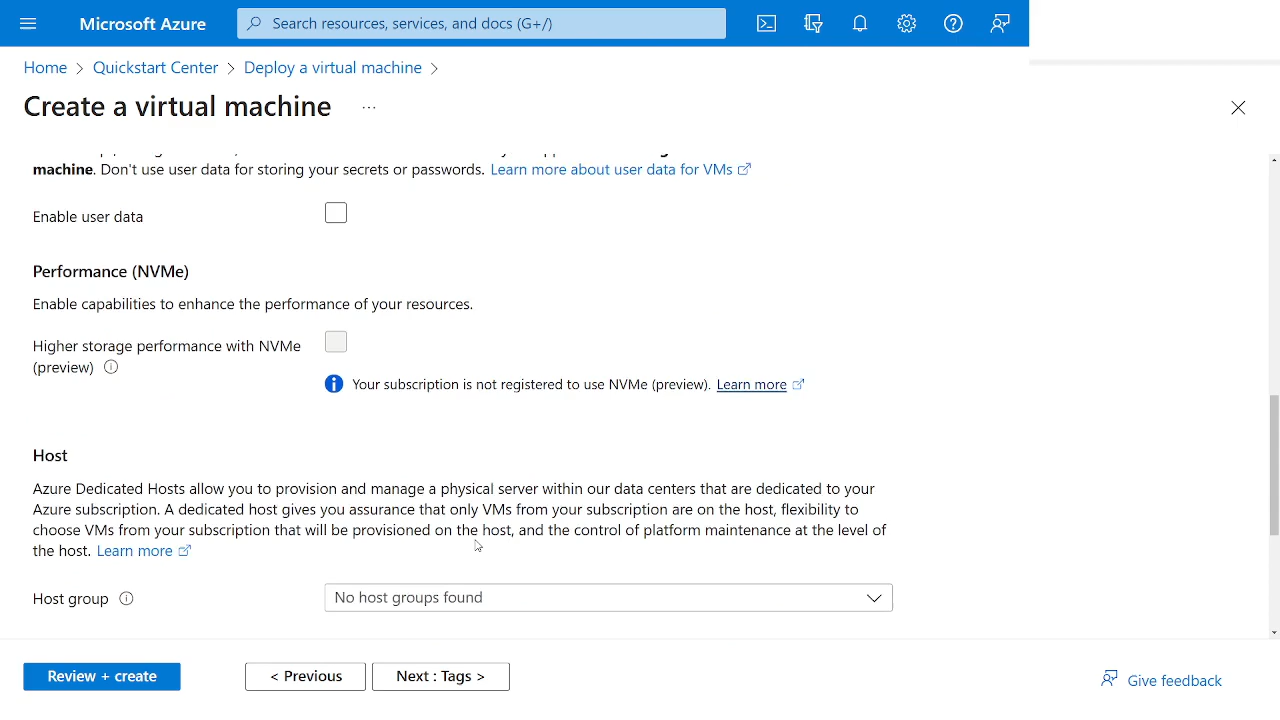 Microsoft Azure
Search resources, services, and docs (G+/)
Home > Quickstart Center > Deploy a virtual machine >
Create a virtual machine ...
machine. Don't use user data for storing your secrets or passwords. Learn more about user data for VMs
Enable user data
Performance (NVMe)
Enable capabilities to enhance the performance of your resources.
Higher storage performance with NVMe
(preview)
Your subscription is not registered to use NVMe (preview). Learn more
Host
Azure Dedicated Hosts allow you to provision and manage a physical server within our data centers that are dedicated to your
Azure subscription. A dedicated host gives you assurance that only VMs from your subscription are on the host, flexibility to
choose VMs from your subscription that will be provisioned on the host, and the control of platform maintenance at the level of
the host. Learn more
Host group
No host groups found
Review + create
< Previous
Next : Tags >
Give feedback